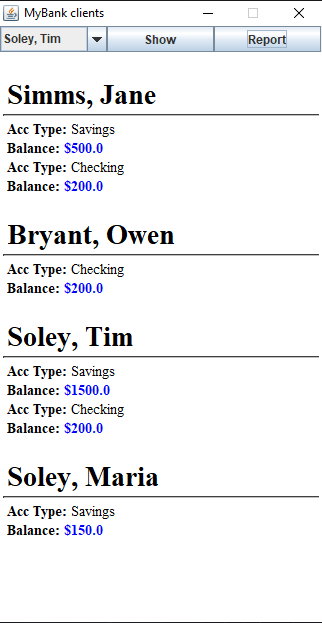 MyBank clients
Soley, Tim Show Report
Simms, Jane
Acc Type: Savings
Balance: $500.0
Acc Type: Checking
Balance: $200.0
Bryant, Owen
Acc Type: Checking
Balance: $200.0
Soley, Tim
Acc Type: Savings
Balance: $1500.0
Acc Type: Checking
Balance: $200.0
Soley, Maria
Acc Type: Savings
Balance: $150.0